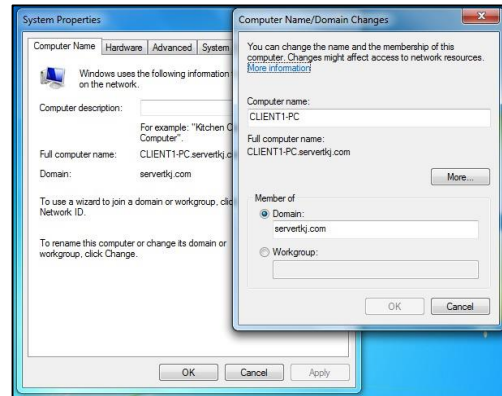 System Properties
Computer Name
Hardware
Advanced
System
Windows uses the following information
on the network.
Computer description:
For example: "Kitchen C
Computer".
Full computer name:
CLIENT1-PC.servertkj.c
Domain:
servertkj.com
To use a wizard to join a domain or workgroup, clic
Network ID.
To rename this computer or change its domain or
workgroup, click Change.
OK
Cancel
Apply
Computer Name/Domain Changes
You can change the name and the membership of this
computer. Changes might affect access to network resources.
More information
Computer name:
CLIENT1-PC
Full computer name:
CLIENT1-PC.servertkj.com
More...
Member of
Domain:
servertkj.com
Workgroup:
OK
Cancel